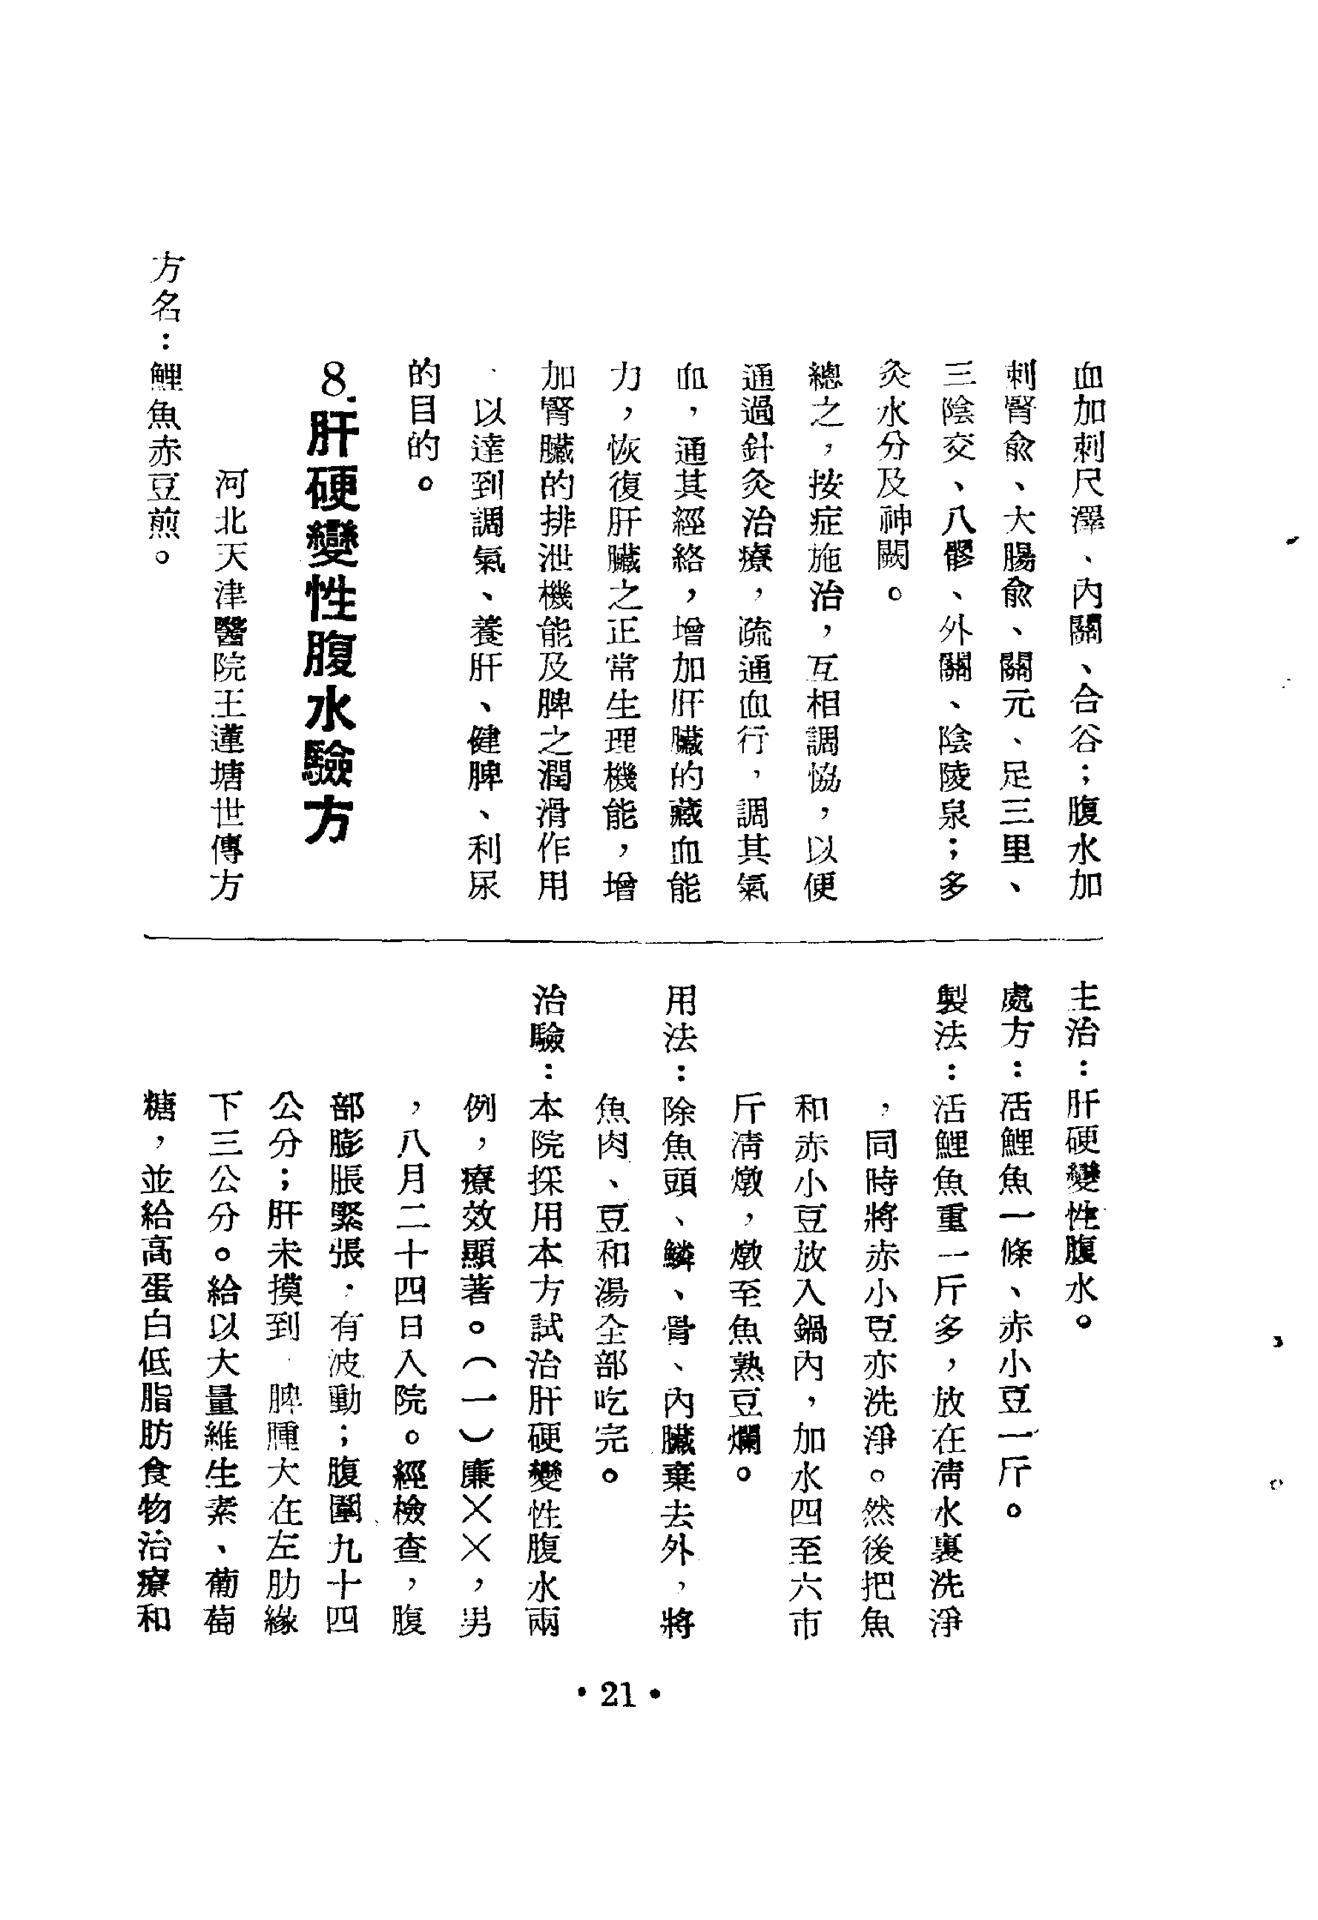 血加刺尺澤、內關、合谷；腹水加
刺腎俞、大腸俞、關元、足三里、
三陰交、八髎、外關、陰陵泉；多
灸水分及神闕。
總之，按症施治，互相調協，以便
通過針灸治療，疏通血行，調其氣
血，通其經絡，增加肝臟的藏血能
力，恢復肝臟之正常生理機能，增
加腎臟的排泄機能及脾之潤滑作用
、以達到調氣、養肝、健脾、利尿
的目的。
8.肝硬變性腹水驗方
河北天津醫院王蓮塘世傳方
方名：鯉魚赤豆煎。
主治：肝硬變性腹水。
處方：活鯉魚一條、赤小豆一斤。
製法：活鯉魚重一斤多，放在清水裏洗淨
，同時將赤小豆亦洗淨。然後把魚
和赤小豆放入鍋內，加水四至六市
斤清燉，燉至魚熟豆爛。
用法：除魚頭、鱗、骨、內臟棄去外，將
魚肉、豆和湯全部吃完。
治驗：本院採用本方試治肝硬變性腹水兩
例，療效顯著。（一）廉××，男
，八月二十四日入院。經檢查，腹
部膨脹緊張，有波動；腹圍九十四
公分；肝未摸到，脾腫大在左肋緣
下三公分。給以大量維生素、葡萄
糖，並給高蛋白低脂肪食物治療和
•21•